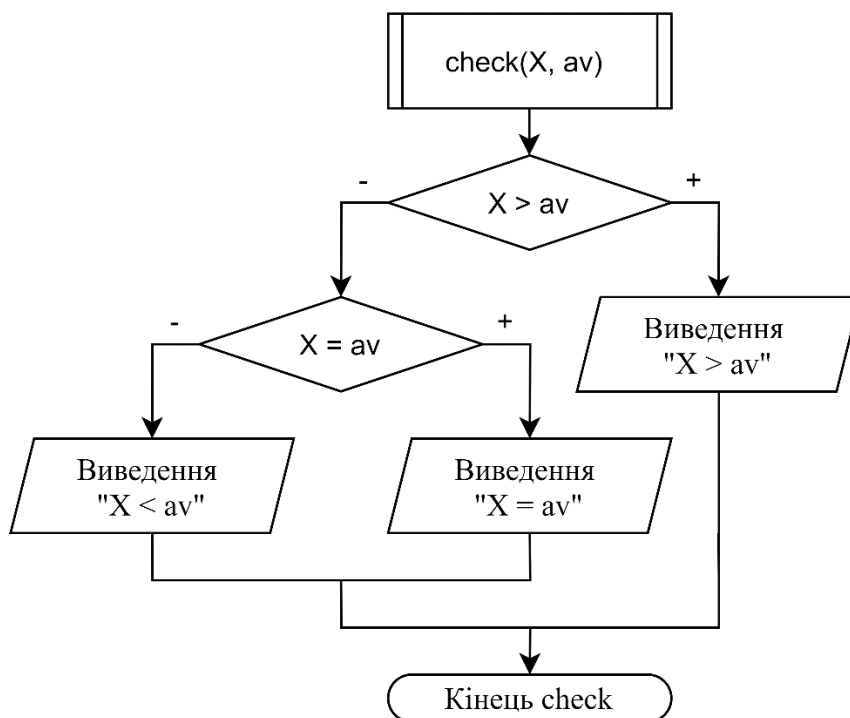 check(X, av)
-
+
X > av
-
+
X = av
Виведення
"X > av"
Виведення
"X < av"
Виведення
"X = av"
Кінець check